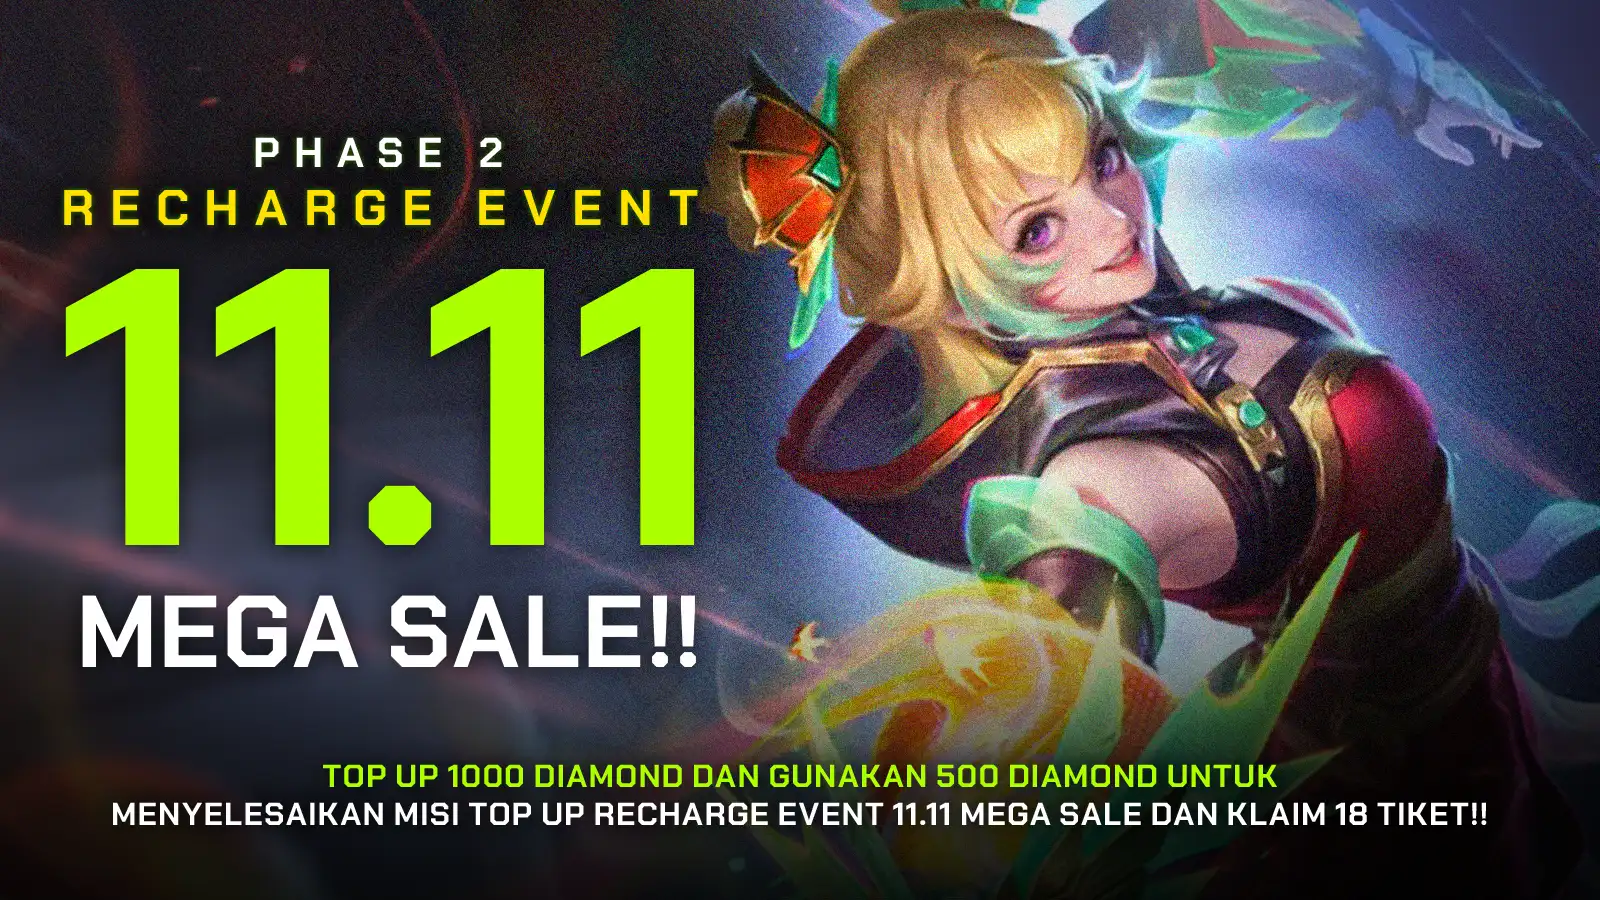 PHASE 2
RECHARGE EVENT
11.11
MEGA SALE!!
TOP UP 1000 DIAMOND DAN GUNAKAN 500 DIAMOND UNTUK
MENYELESAIKAN MISI TOP UP RECHARGE EVENT 11.11 MEGA SALE DAN KLAIM 18 TIKET!!